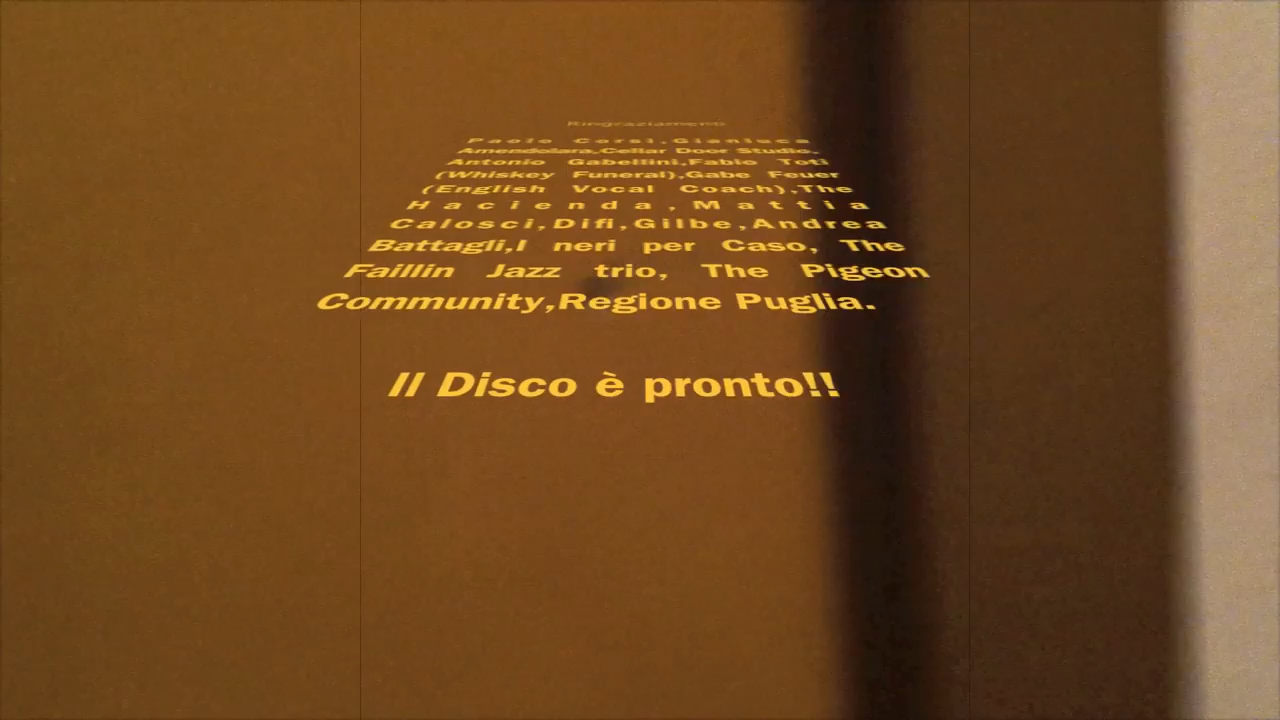 Ringraziamenti
Paolo Corsi,Gianluca
Amendolara,Cellar Door Studio.
Antonio Gabellini,Fabio Toti
(Whiskey Funeral),Gabe Feuer
(English Vocal Coach),The
Hacienda,Mattia
Calosci,Difi,Gilbe,Andrea
Battagli,I neri per Caso, The
Faillin Jazz trio, The Pigeon
Community,Regione Puglia.
Il Disco è pronto!!